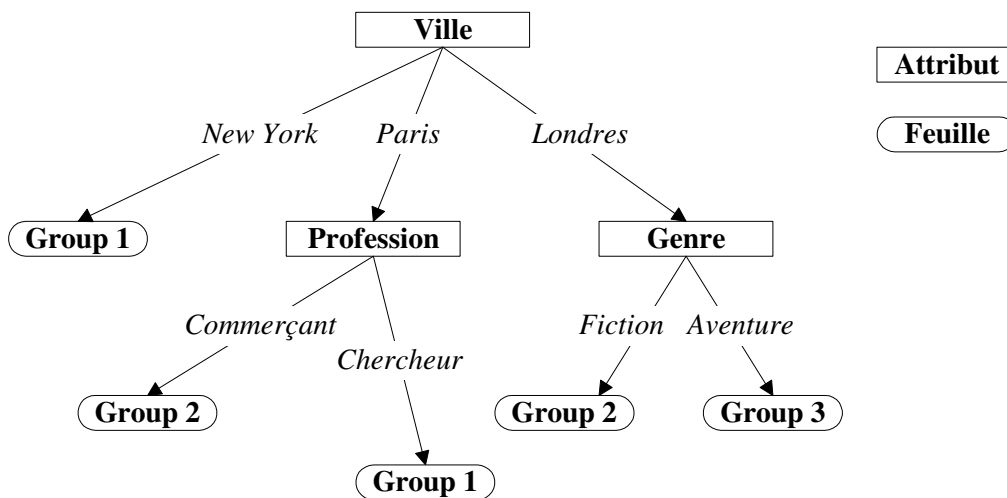 Ville
Attribut
Feuille
New York
Paris
Londres
Group 1
Profession
Genre
Commerçant
Chercheur
Fiction
Aventure
Group 2
Group 2
Group 3
Group 1